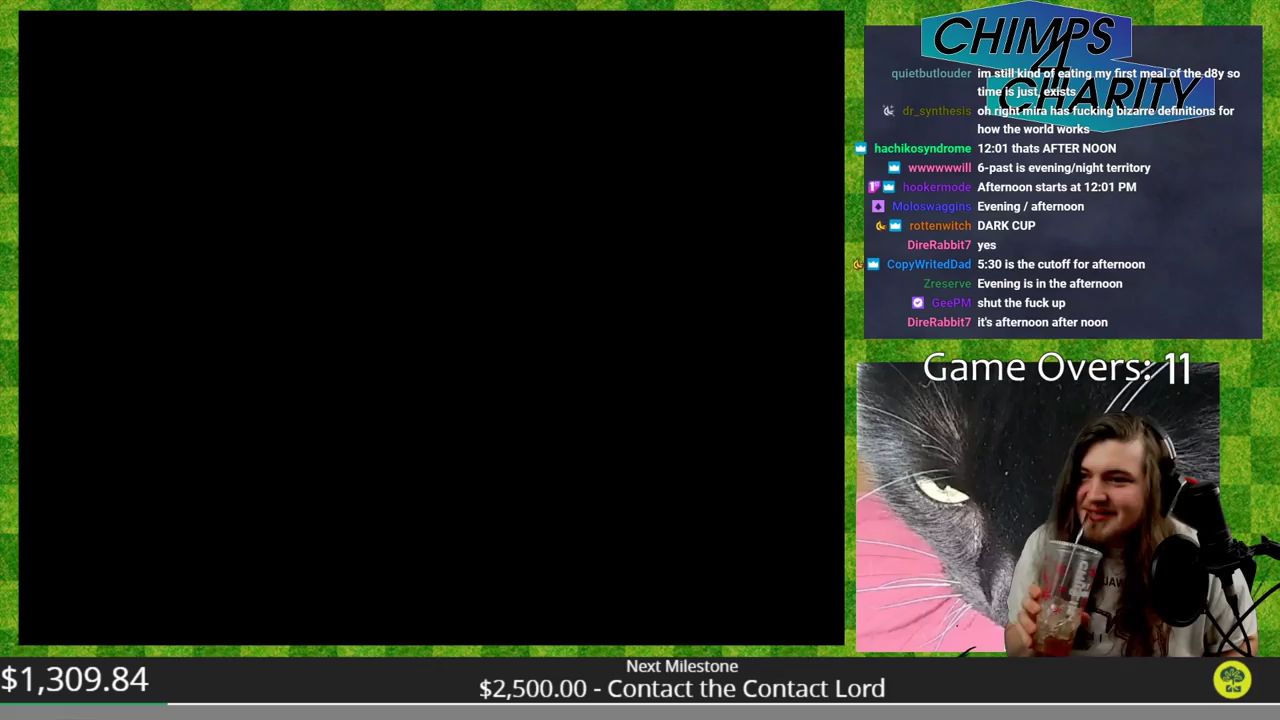 CHIMPS
4
CHARITY
quietbutlouder im still kind of eating my first meal of the d8y so
time is just, exists
dr_synthesis oh right mira has fucking bizarre definitions for
how the world works
hachikosyndrome 12:01 thats AFTER NOON
wwwwwwill 6-past is evening/night territory
hookermode Afternoon starts at 12:01 PM
Moloswaggins Evening / afternoon
rottenwitch DARK CUP
DireRabbit7 yes
CopyWritedDad 5:30 is the cutoff for afternoon
Zreserve Evening is in the afternoon
GeePM shut the fuck up
DireRabbit7 it's afternoon after noon
Game Overs: 11
$1,309.84
Next Milestone
$2,500.00 - Contact the Contact Lord